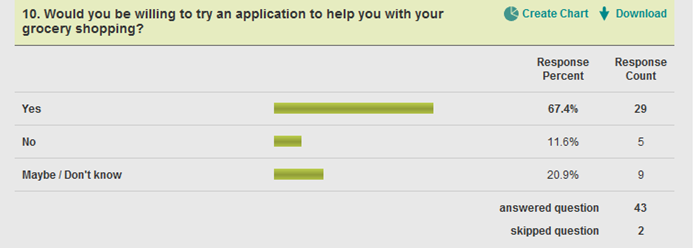 10. Would you be willing to try an application to help you with your
grocery shopping?
Create Chart Download
Response Percent
Response Count
Yes 67.4% 29
No 11.6% 5
Maybe / Don't know 20.9% 9
answered question 43
skipped question 2